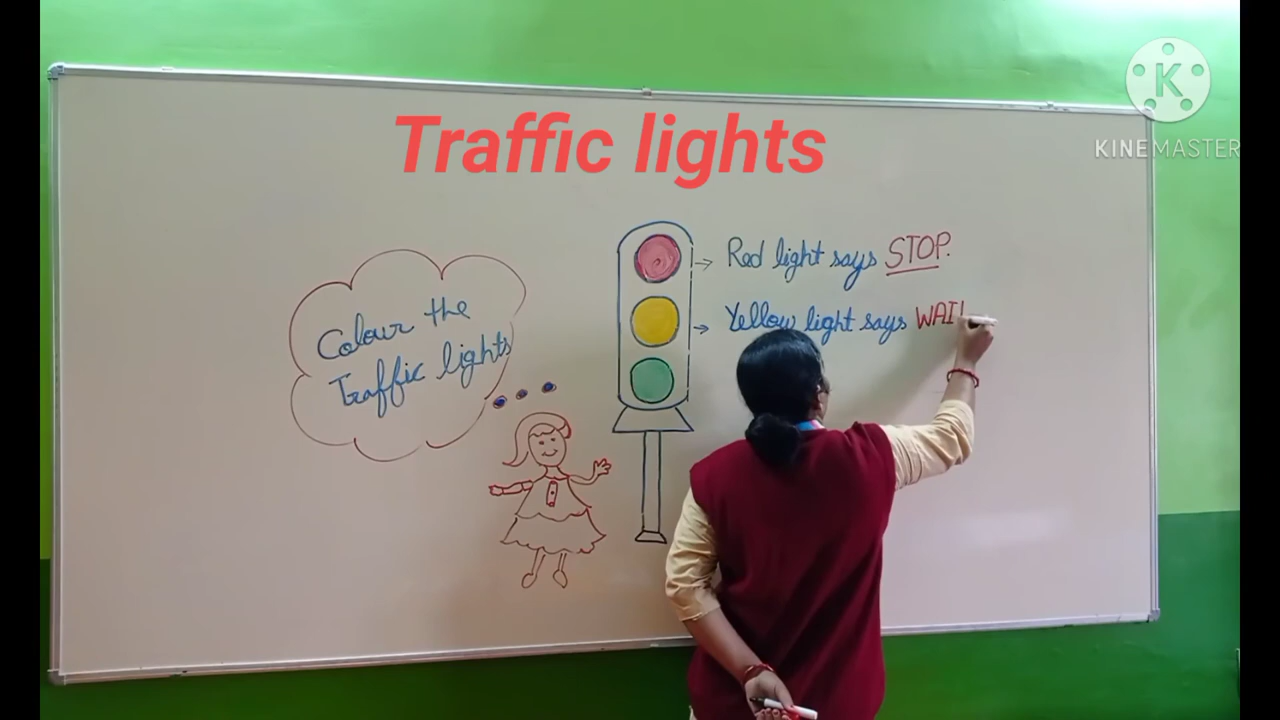 Traffic lights
KINEMASTER
Colour the
Traffic lights
Red light says STOP.
Yellow light says WAI